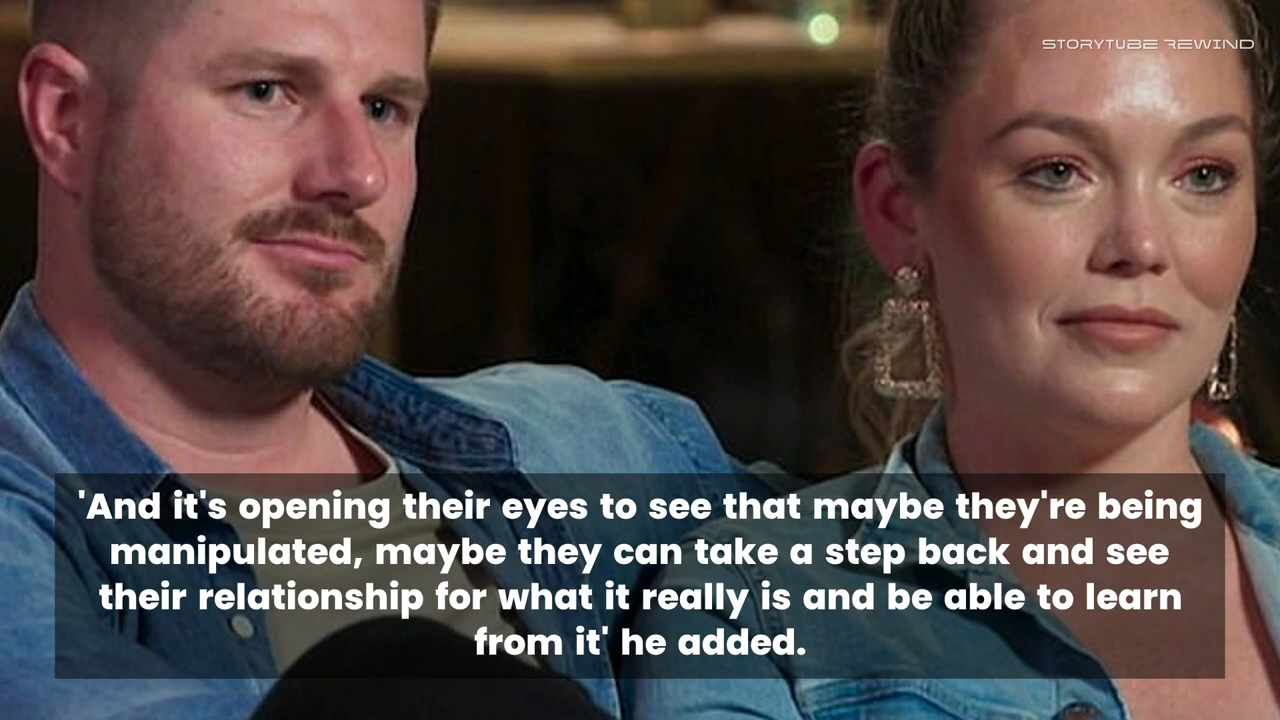 STORYTUBE REWIND
'And it's opening their eyes to see that maybe they're being
manipulated, maybe they can take a step back and see
their relationship for what it really is and be able to learn
from it' he added.